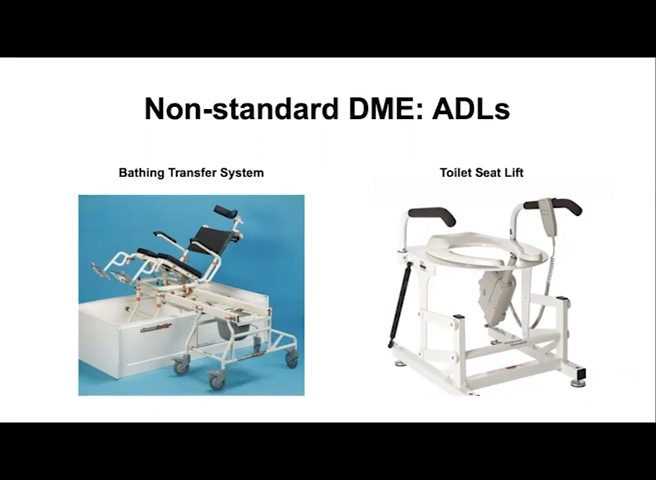 Non-standard DME: ADLs
Bathing Transfer System
Toilet Seat Lift